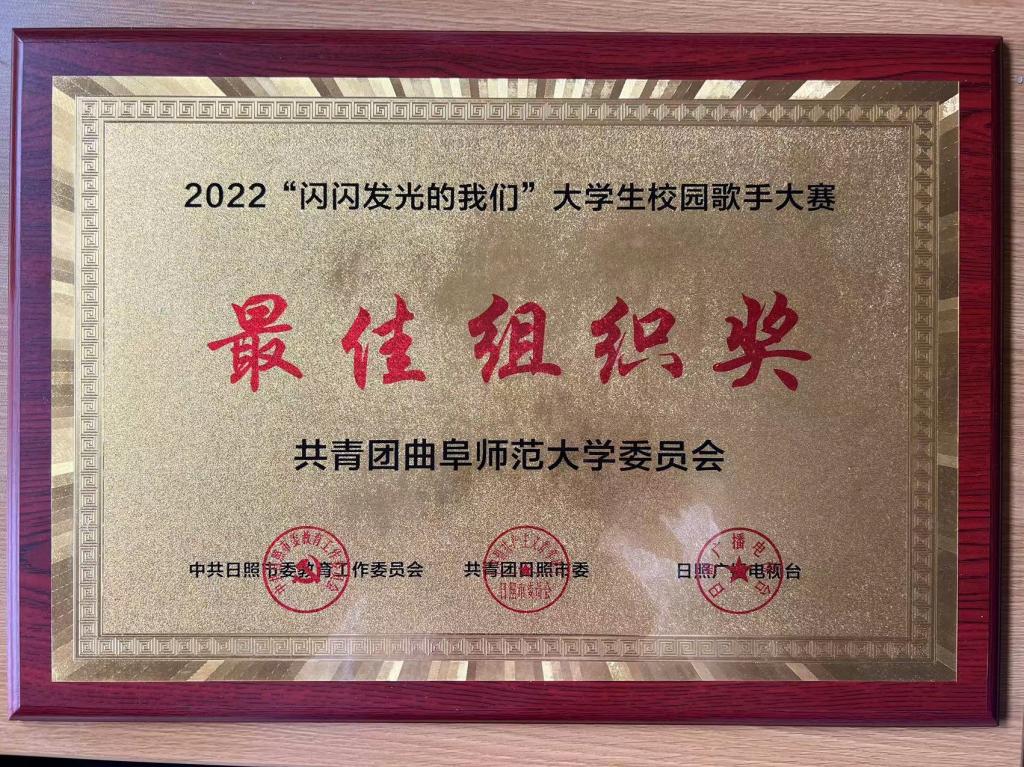 2022“闪闪发光的我们”大学生校园歌手大赛
最佳组织奖
共青团曲阜师范大学委员会
中共日照市委教育工作委员会 共青团日照市委 日照广播电视台